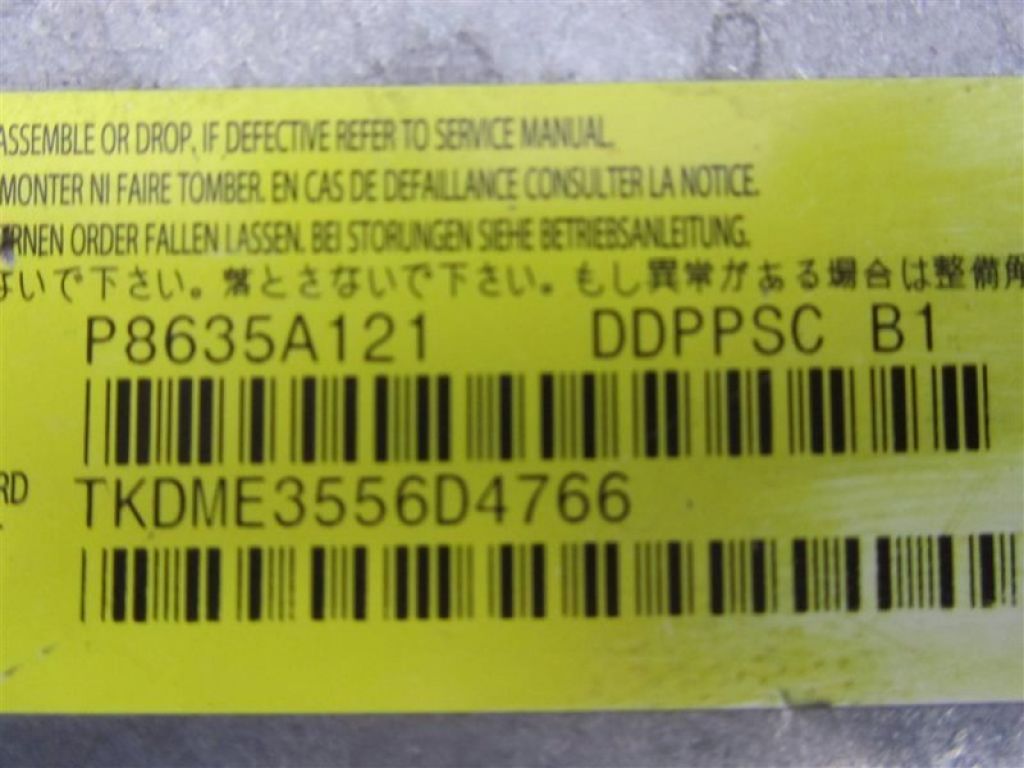 ASSEMBLE OR DROP. IF DEFECTIVE REFER TO SERVICE MANUAL.
MONTER NI FAIRE TOMBER. EN CAS DE DEFAILLANCE CONSULTER LA NOTICE.
RNEN ORDER FALLEN LASSEN. BEI STORUNGEN SIEHE BETRIEBSANLEITUNG.
ないで下さい。落とさないで下さい。もし異常がある場合は整備
P8635A121 DDPPSC B1
RD
TKDME3556D4766